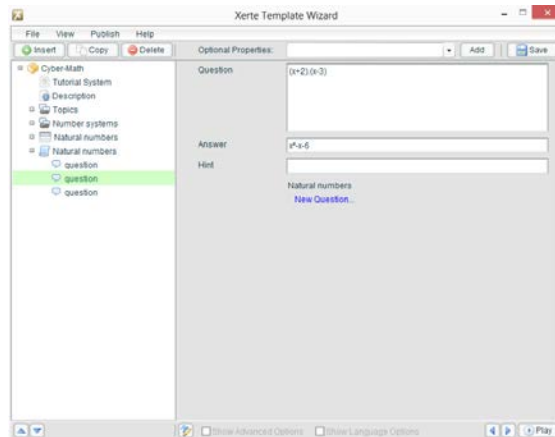 Xerte Template Wizard
File View Publish Help
Insert Copy Delete Optional Properties: Add Save
Cyber-Math
Tutorial System
Description
Topics
Number systems
Natural numbers
Natural numbers
question
question
question
Question (x+2)(x-3)
Answer x²-x-6
Hint
Natural numbers
New Question...
Show Advanced Options Show Language Options Play